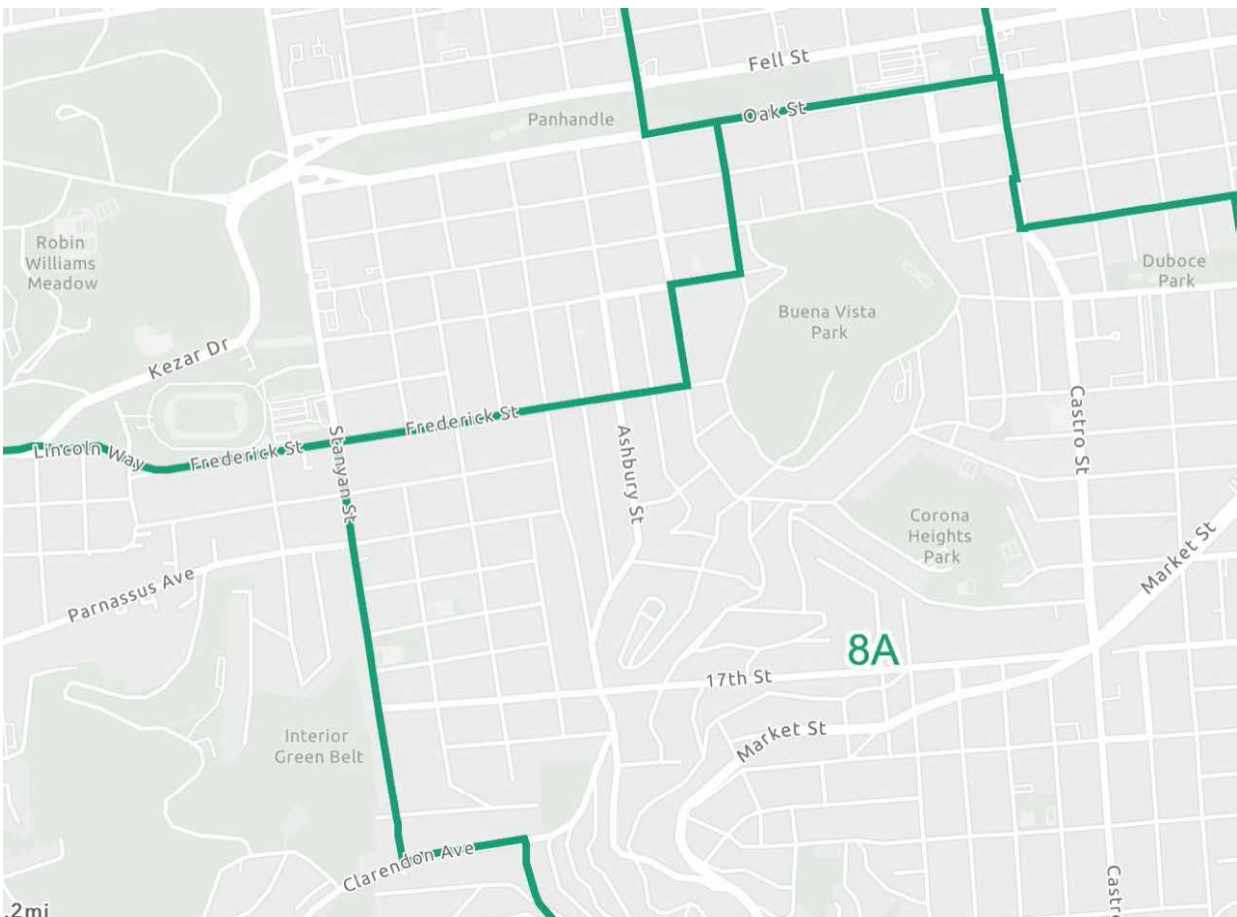 Fell St
Panhandle
Oak St
Robin
Williams
Meadow
Duboce
Park
Buena Vista
Park
Kezar Dr
Castro St
Frederick St
Lincoln Way
Frederick St
Stanyan St
Ashbury St
Corona
Heights
Park
Market St
Parnassus Ave
8A
17th St
Interior
Green Belt
Market St
Clarendon Ave
Castr
.2mi